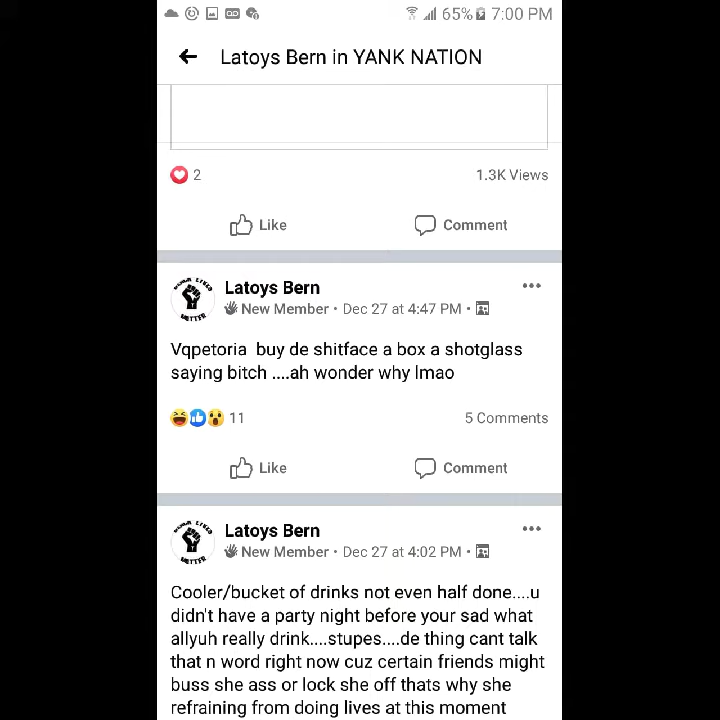 65% 7:00 PM
Latoys Bern in YANK NATION
2 1.3K Views
Like Comment
Latoys Bern
New Member • Dec 27 at 4:47 PM •
Vqpetoria buy de shitface a box a shotglass
saying bitch ....ah wonder why lmao
11 5 Comments
Like Comment
Latoys Bern
New Member • Dec 27 at 4:02 PM •
Cooler/bucket of drinks not even half done....u
didn't have a party night before your sad what
allyuh really drink....stupes....de thing cant talk
that n word right now cuz certain friends might
buss she ass or lock she off thats why she
refraining from doing lives at this moment